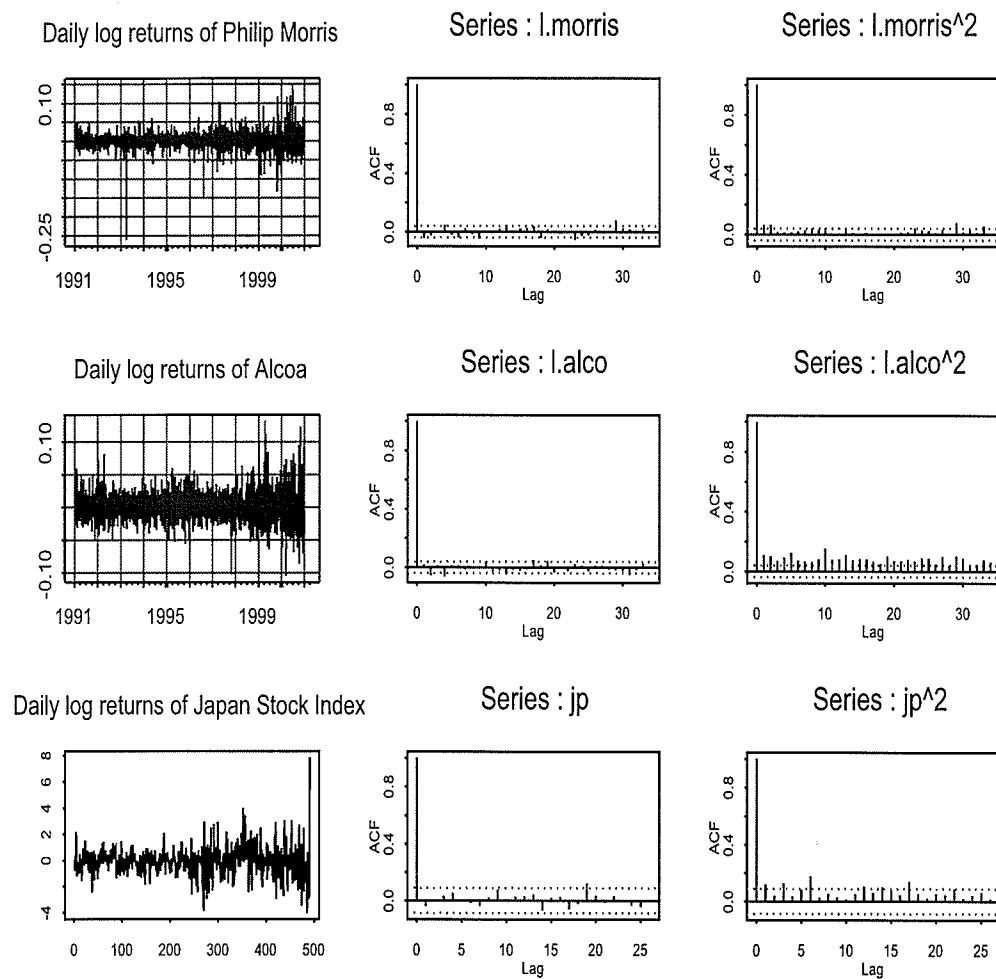 Daily log returns of Philip Morris
0.10
-0.25
1991 1995 1999
Series : l.morris
ACF
0.8
0.4
0.0
0 10 20 30
Lag
Series : l.morris^2
ACF
0.8
0.4
0.0
0 10 20 30
Lag
Daily log returns of Alcoa
0.10
-0.10
1991 1995 1999
Series : l.alco
ACF
0.8
0.4
0.0
0 10 20 30
Lag
Series : l.alco^2
ACF
0.8
0.4
0.0
0 10 20 30
Lag
Daily log returns of Japan Stock Index
8
6
4
2
0
-4
0 100 200 300 400 500
Series : jp
ACF
0.8
0.4
0.0
0 5 10 15 20 25
Lag
Series : jp^2
ACF
0.8
0.4
0.0
0 5 10 15 20 25
Lag